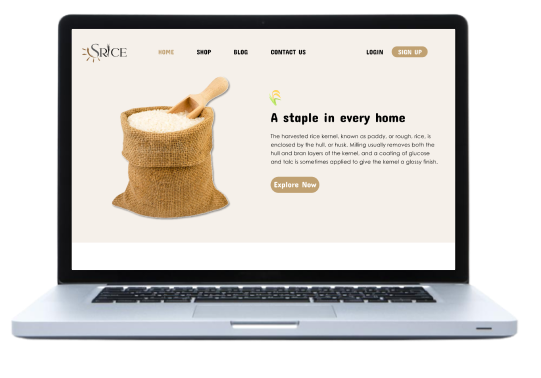 SRICE
HOME SHOP BLOG CONTACT US LOGIN SIGN UP
A staple in every home
The harvested rice kernel, known as paddy, or rough, rice, is
enclosed by the hull, or husk. Milling usually removes both the
hull and bran layers of the kernel, and a coating of glucose
and talc is sometimes applied to give the kernel a glossy finish.
Explore Now